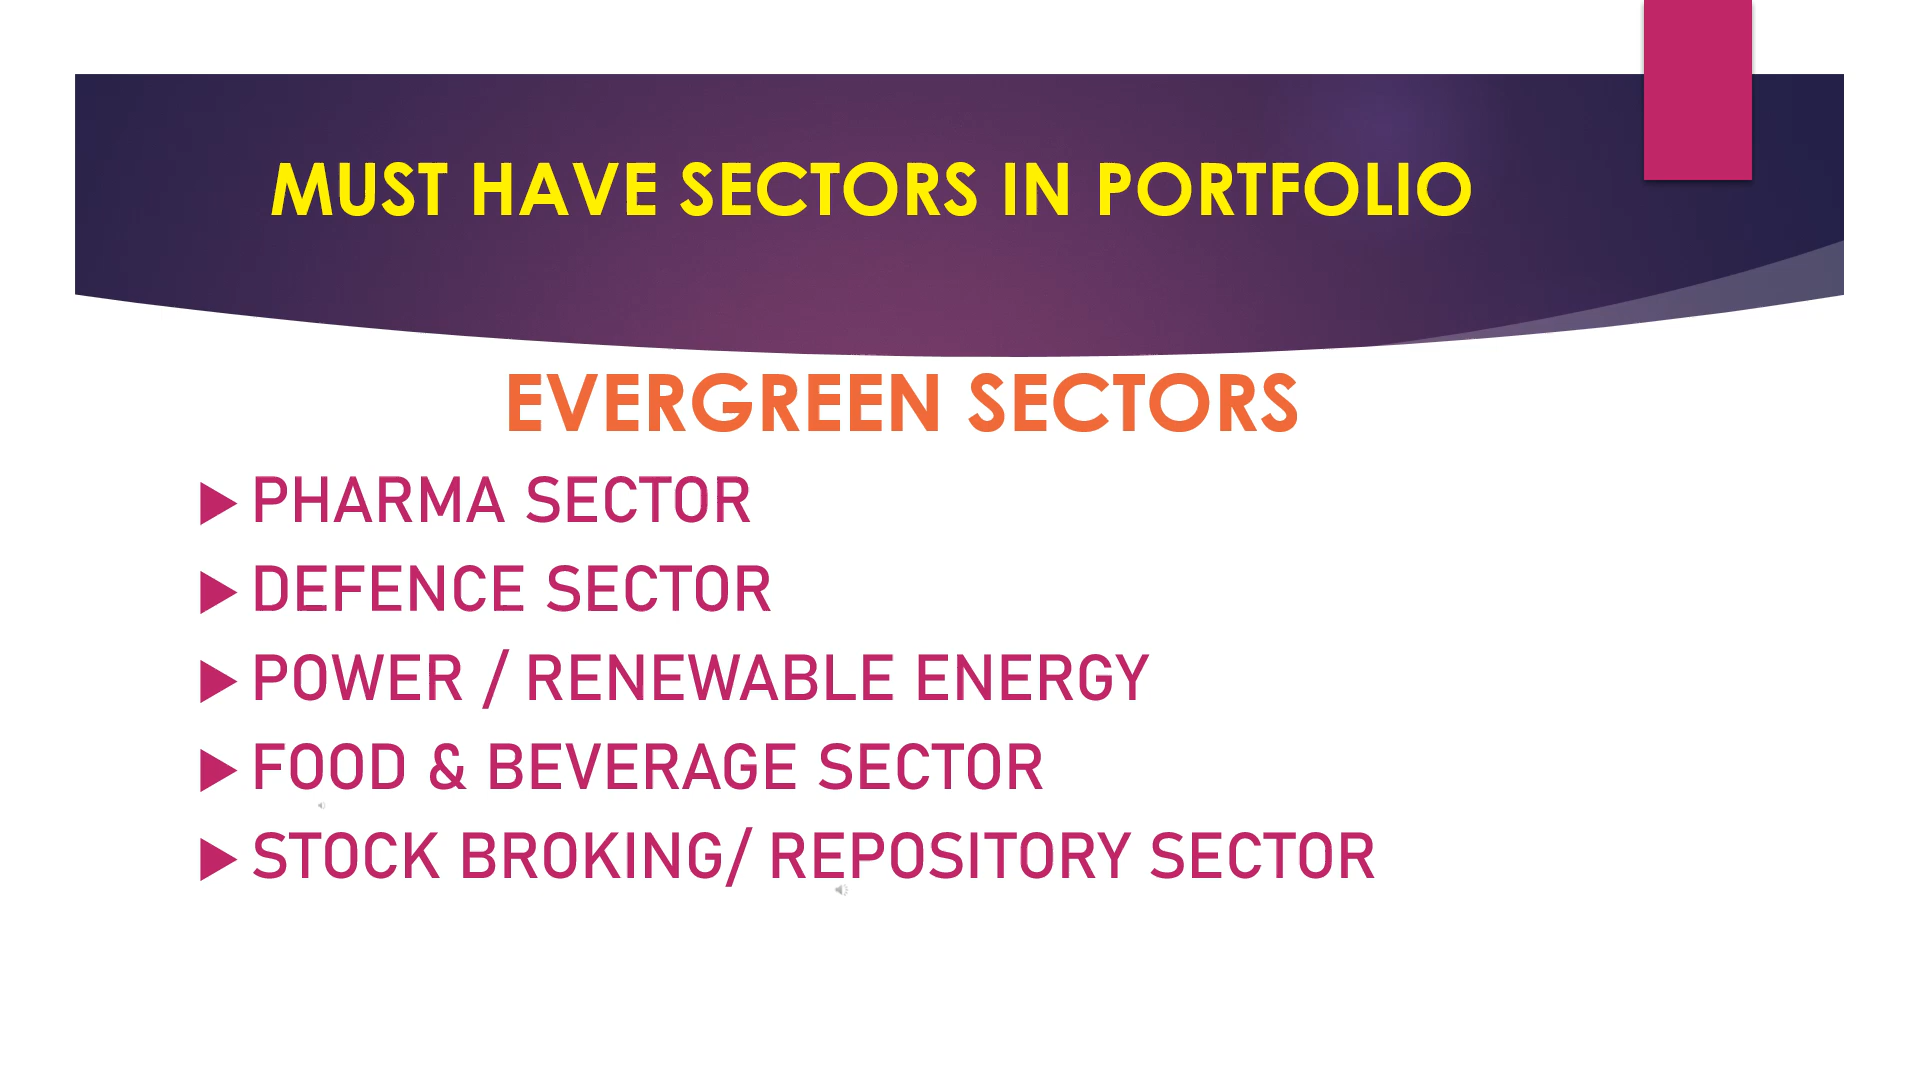 MUST HAVE SECTORS IN PORTFOLIO
EVERGREEN SECTORS
PHARMA SECTOR
DEFENCE SECTOR
POWER / RENEWABLE ENERGY
FOOD & BEVERAGE SECTOR
STOCK BROKING/ REPOSITORY SECTOR